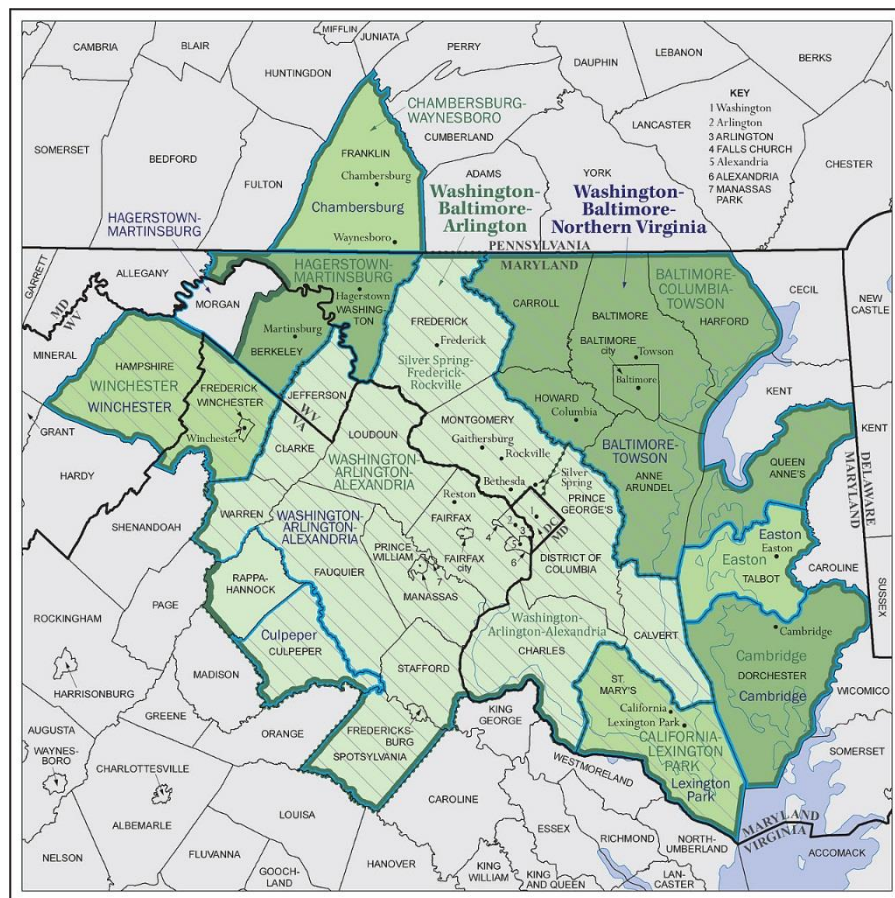 MIFFLIN
JUNIATA
PERRY
CAMBRIA
BLAIR
HUNTINGDON
DAUPHIN
LEBANON
BERKS
KEY
1 Washington
2 Arlington
3 ARLINGTON
4 FALLS CHURCH
5 Alexandria
6 ALEXANDRIA
7 MANASSAS
PARK
CHAMBERSBURG-
WAYNESBORO
CUMBERLAND
LANCASTER
SOMERSET
BEDFORD
FULTON
FRANKLIN
Chambersburg
Chambersburg
Waynesboro
ADAMS
YORK
CHESTER
HAGERSTOWN-
MARTINSBURG
Washington-
Baltimore-
Arlington
Washington-
Baltimore-
Northern Virginia
PENNSYLVANIA
MARYLAND
GARRETT
ALLEGANY
MD
WV
MORGAN
HAGERSTOWN-
MARTINSBURG
Hagerstown
WASHING-
TON
Martinsburg
BERKELEY
FREDERICK
Frederick
Silver Spring-
Frederick-
Rockville
CARROLL
BALTIMORE
BALTIMORE
city
Towson
Baltimore
BALTIMORE-
COLUMBIA-
TOWSON
HARFORD
CECIL
NEW
CASTLE
MINERAL
HAMPSHIRE
WINCHESTER
WINCHESTER
FREDERICK
WINCHESTER
Winchester
JEFFERSON
WV
VA
HOWARD
Columbia
KENT
KENT
GRANT
HARDY
CLARKE
LOUDOUN
MONTGOMERY
Gaithersburg
Rockville
Bethesda
Silver
Spring
PRINCE
GEORGE'S
BALTIMORE-
TOWSON
ANNE
ARUNDEL
QUEEN
ANNE'S
DELAWARE
MARYLAND
WASHINGTON-
ARLINGTON-
ALEXANDRIA
SHENANDOAH
WARREN
WASHINGTON-
ARLINGTON-
ALEXANDRIA
Reston
FAIRFAX
FAIRFAX
city
PRINCE
WILLIAM
MANASSAS
1
2
3
4
5
6
7
DC
MD
DISTRICT OF
COLUMBIA
Easton
Easton
Easton
TALBOT
CAROLINE
SUSSEX
RAPPA-
HANNOCK
FAUQUIER
ROCKINGHAM
PAGE
Culpeper
CULPEPER
STAFFORD
Washington-
Arlington-Alexandria
CHARLES
CALVERT
Cambridge
Cambridge
DORCHESTER
Cambridge
WICOMICO
HARRISONBURG
MADISON
GREENE
ORANGE
FREDERICKS-
BURG
SPOTSYLVANIA
KING
GEORGE
ST.
MARY'S
California
Lexington Park
CALIFORNIA-
LEXINGTON
PARK
Lexington
Park
SOMERSET
AUGUSTA
WAYNES-
BORO
CHARLOTTESVILLE
ALBEMARLE
LOUISA
CAROLINE
WESTMORELAND
MARYLAND
VIRGINIA
NELSON
FLUVANNA
GOOCH-
LAND
HANOVER
KING
WILLIAM
ESSEX
KING
AND QUEEN
RICHMOND
NORTH-
UMBERLAND
LAN-
CASTER
ACCOMACK